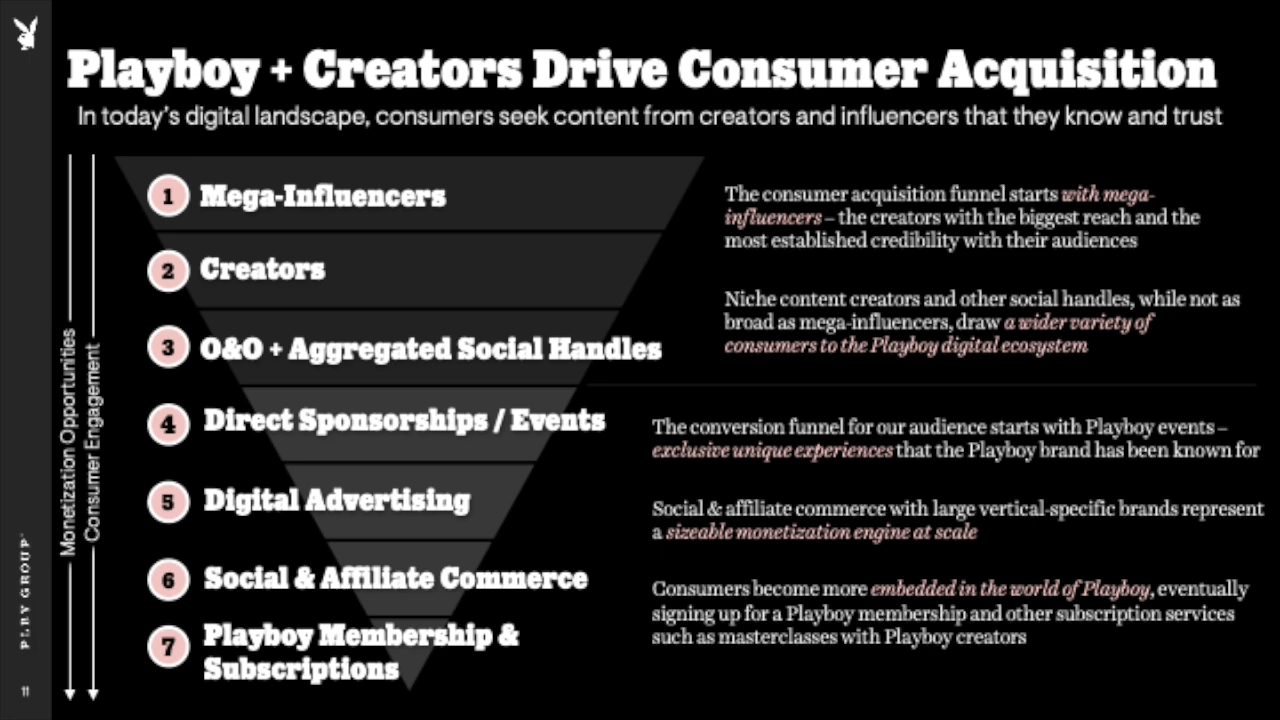 Playboy + Creators Drive Consumer Acquisition
In today's digital landscape, consumers seek content from creators and influencers that they know and trust
Monetization Opportunities
Consumer Engagement
1 Mega-Influencers
2 Creators
3 O&O + Aggregated Social Handles
4 Direct Sponsorships / Events
5 Digital Advertising
6 Social & Affiliate Commerce
7 Playboy Membership &
Subscriptions
The consumer acquisition funnel starts with mega-
influencers – the creators with the biggest reach and the
most established credibility with their audiences
Niche content creators and other social handles, while not as
broad as mega-influencers, draw a wider variety of
consumers to the Playboy digital ecosystem
The conversion funnel for our audience starts with Playboy events –
exclusive unique experiences that the Playboy brand has been known for
Social & affiliate commerce with large vertical-specific brands represent
a sizeable monetization engine at scale
Consumers become more embedded in the world of Playboy, eventually
signing up for a Playboy membership and other subscription services
such as masterclasses with Playboy creators
PLBY GROUP
11